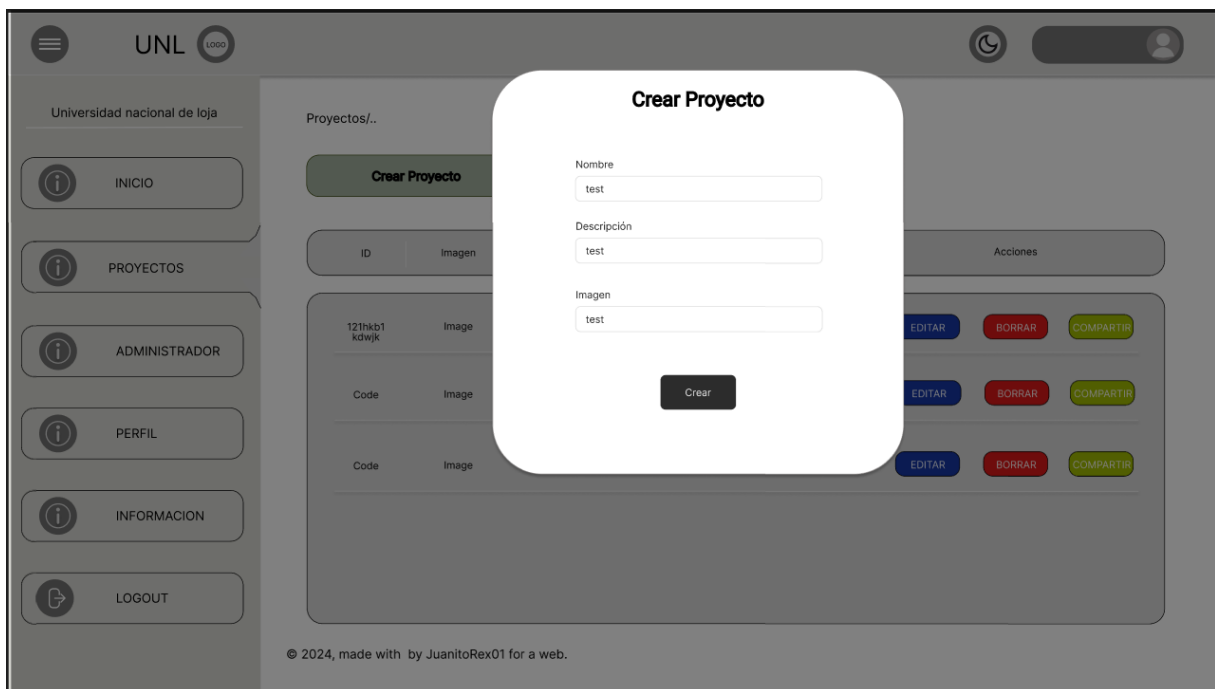 UNL LOGO
Universidad nacional de loja
INICIO
PROYECTOS
ADMINISTRADOR
PERFIL
INFORMACION
LOGOUT
Proyectos/..
Crear Proyecto
ID Imagen Acciones
121hkb1
kdwjk
Image EDITAR BORRAR COMPARTIR
Code Image EDITAR BORRAR COMPARTIR
Code Image EDITAR BORRAR COMPARTIR
Crear Proyecto
Nombre
test
Descripción
test
Imagen
test
Crear
© 2024, made with by JuanitoRex01 for a web.